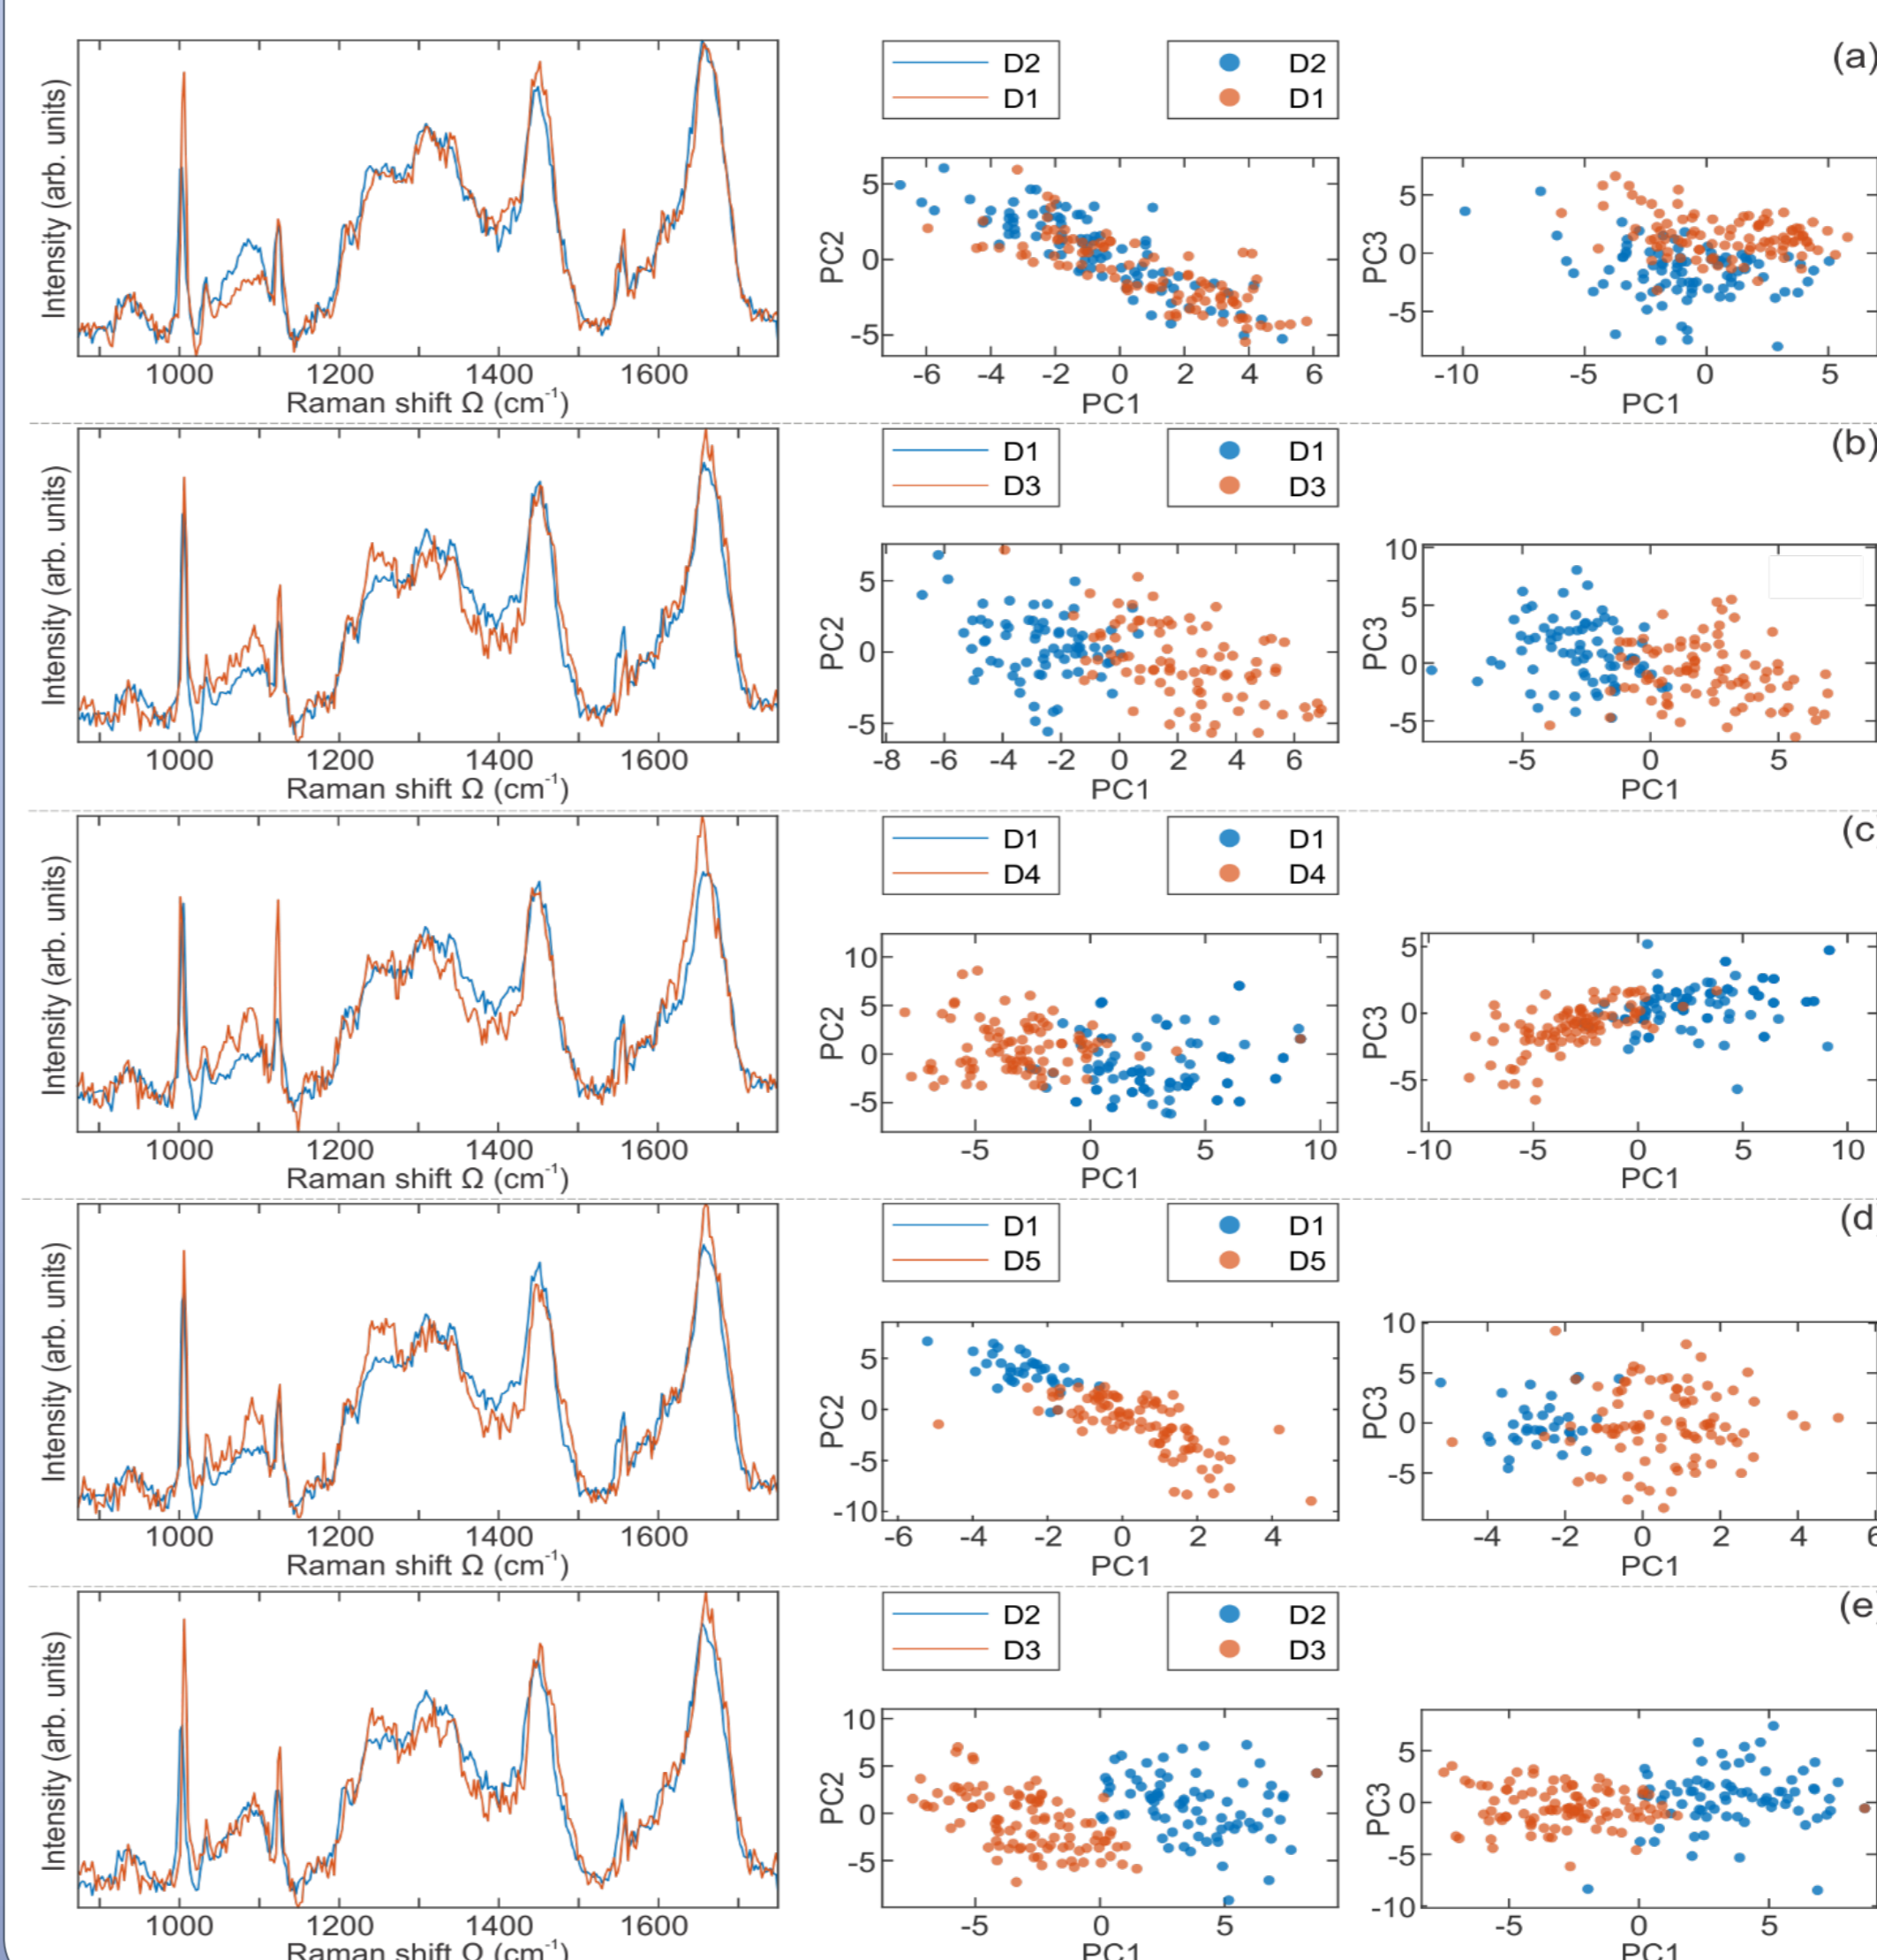 (a)
D2
D1
D2
D1
Intensity (arb. units)
1000 1200 1400 1600
Raman shift Ω (cm⁻¹)
PC2
5
0
-5
-6 -4 -2 0 2 4 6
PC1
PC3
5
0
-5
-10 -5 0 5
PC1
(b)
D1
D3
D1
D3
Intensity (arb. units)
1000 1200 1400 1600
Raman shift Ω (cm⁻¹)
PC2
5
0
-5
-8 -6 -4 -2 0 2 4 6
PC1
PC3
10
5
0
-5
-5 0 5
PC1
(c
D1
D4
D1
D4
Intensity (arb. units)
1000 1200 1400 1600
Raman shift Ω (cm⁻¹)
PC2
10
5
0
-5
-5 0 5 10
PC1
PC3
5
0
-5
-10 -5 0 5 10
PC1
(d
D1
D5
D1
D5
Intensity (arb. units)
1000 1200 1400 1600
Raman shift Ω (cm⁻¹)
PC2
5
0
-5
-10
-6 -4 -2 0 2 4
PC1
PC3
10
5
0
-5
-4 -2 0 2 4 6
PC1
(e
D2
D3
D2
D3
Intensity (arb. units)
1000 1200 1400 1600
Raman shift Ω (cm⁻¹)
PC2
10
5
0
-5
-5 0 5
PC1
PC3
5
0
-5
-10
-5 0 5
PC1